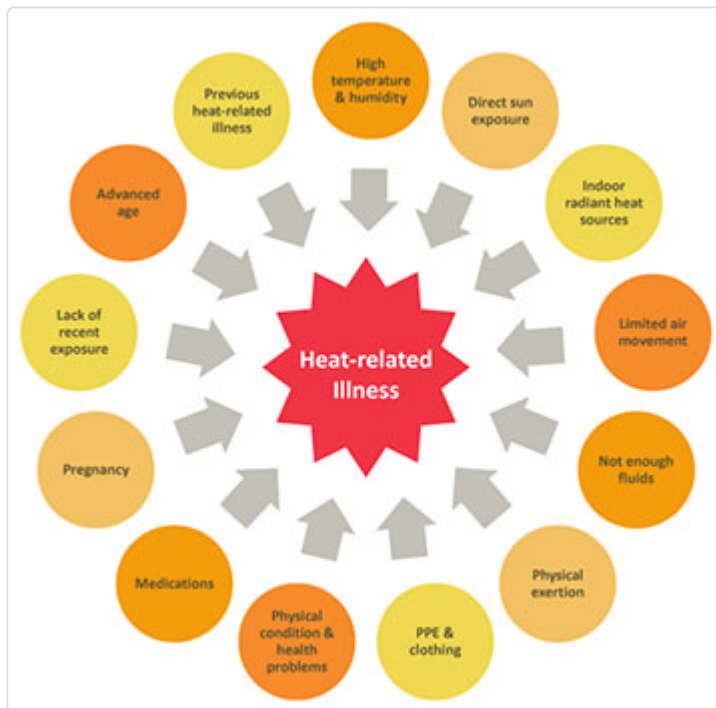 High
temperature
& humidity
Direct sun
exposure
Indoor
radiant heat
sources
Limited air
movement
Not enough
fluids
Physical
exertion
PPE &
clothing
Physical
condition &
health
problems
Medications
Pregnancy
Lack of
recent
exposure
Advanced
age
Previous
heat-related
illness
Heat-related
Illness